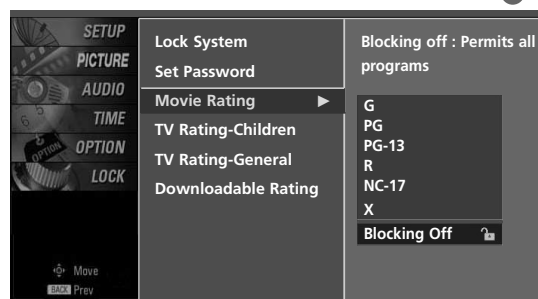 SETUP
PICTURE
AUDIO
TIME
OPTION
LOCK
Move
BACK Prev
Lock System
Set Password
Movie Rating ▶
TV Rating-Children
TV Rating-General
Downloadable Rating
Blocking off : Permits all
programs
G
PG
PG-13
R
NC-17
X
Blocking Off